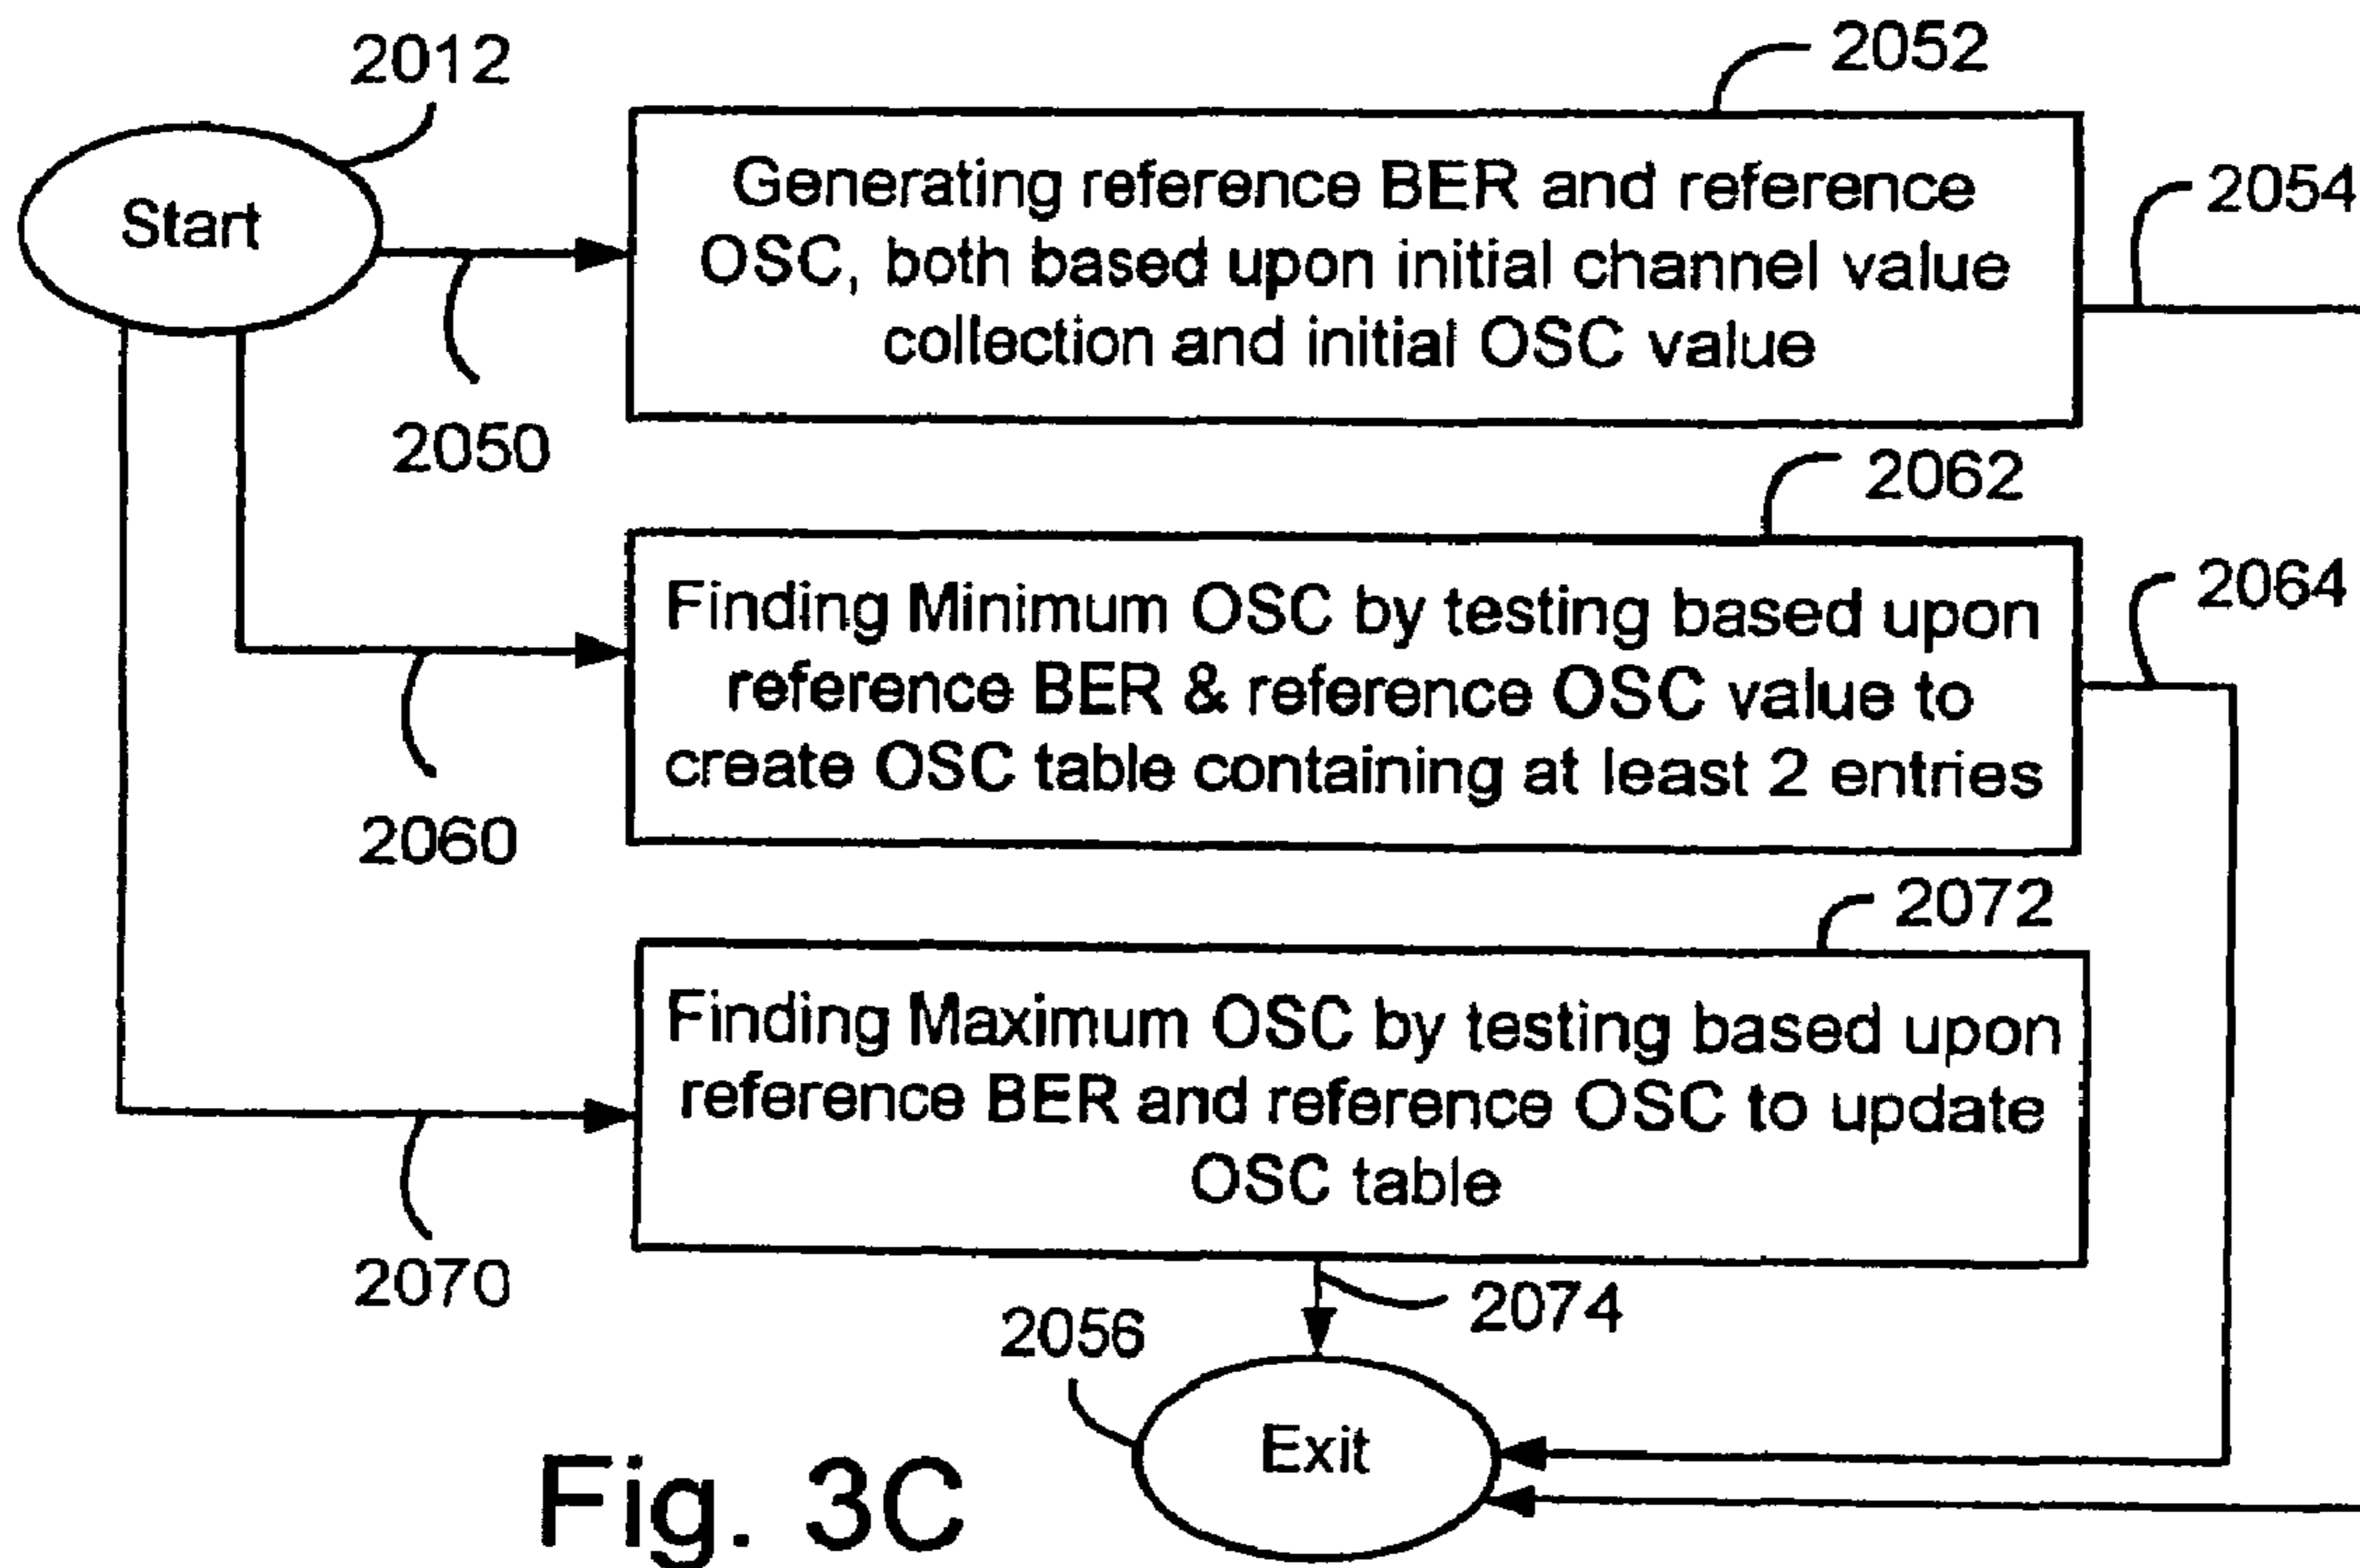 2012
2052
Start
Generating reference BER and reference
OSC, both based upon initial channel value
collection and initial OSC value
2054
2050
2062
Finding Minimum OSC by testing based upon
reference BER & reference OSC value to
create OSC table containing at least 2 entries
2064
2060
2072
Finding Maximum OSC by testing based upon
reference BER and reference OSC to update
OSC table
2070
2074
2056
Exit
Fig. 3C